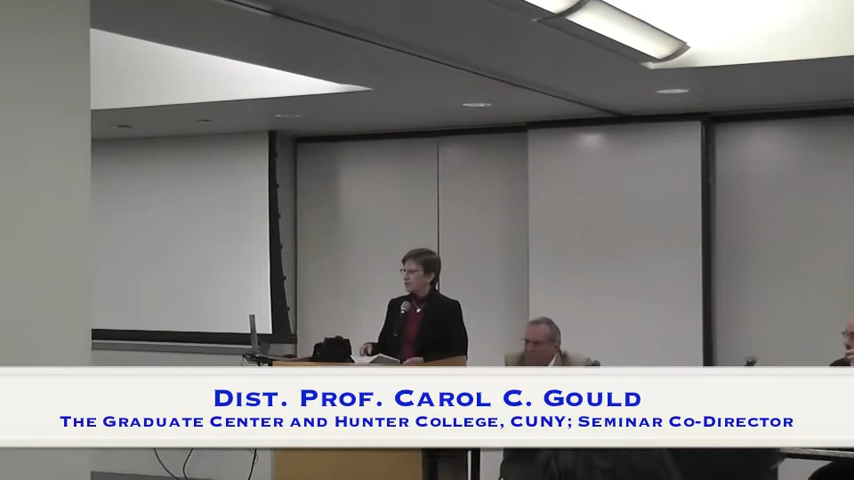 Dist. Prof. Carol C. Gould
The Graduate Center and Hunter College, CUNY; Seminar Co-Director